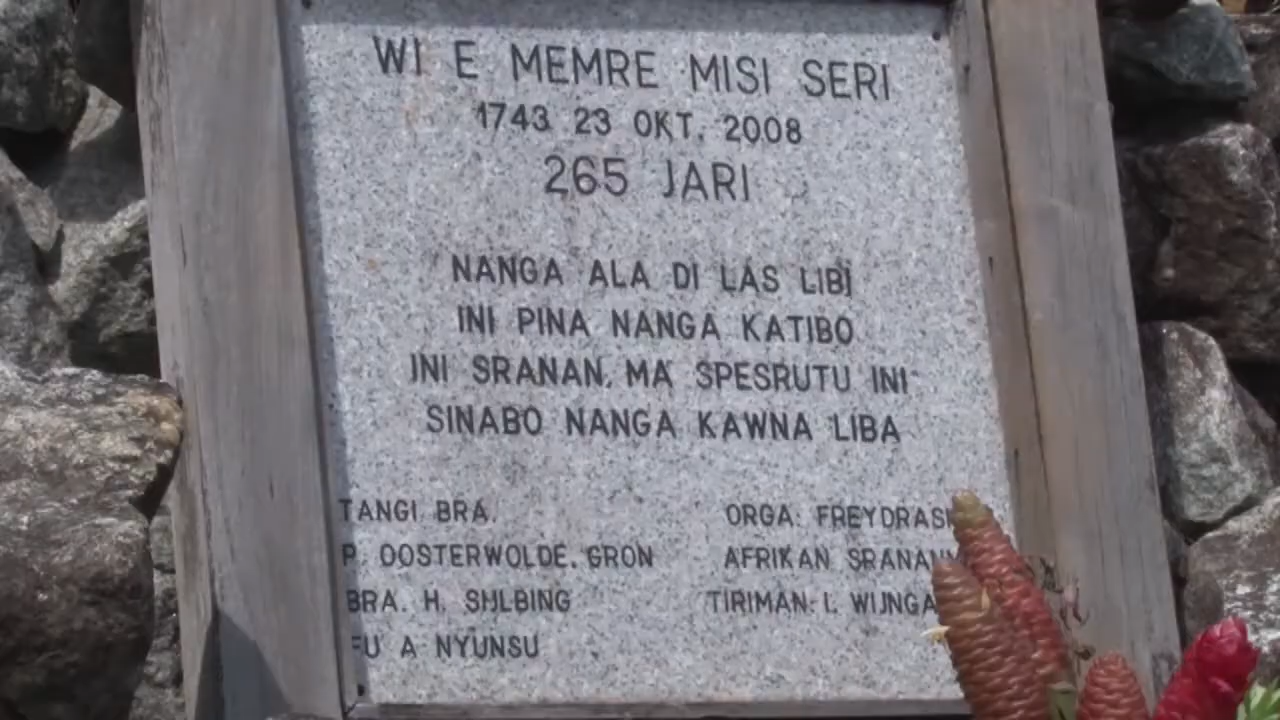 WI E MEMRE MISI SERI
1743 23 OKT. 2008
265 JARI
NANGA ALA DI LAS LIBI
INI PINA NANGA KATIBO
INI SRANAN, MA SPESRUTU INI
SINABO NANGA KAWNA LIBA
TANGI BRA.
P. OOSTERWOLDE. GRON
BRA. H. SHLBING
FU A NYUNSU
ORGA: FREYDRASI
AFRIKAN SRANAN
TIRIMAN: I. WIJNGA